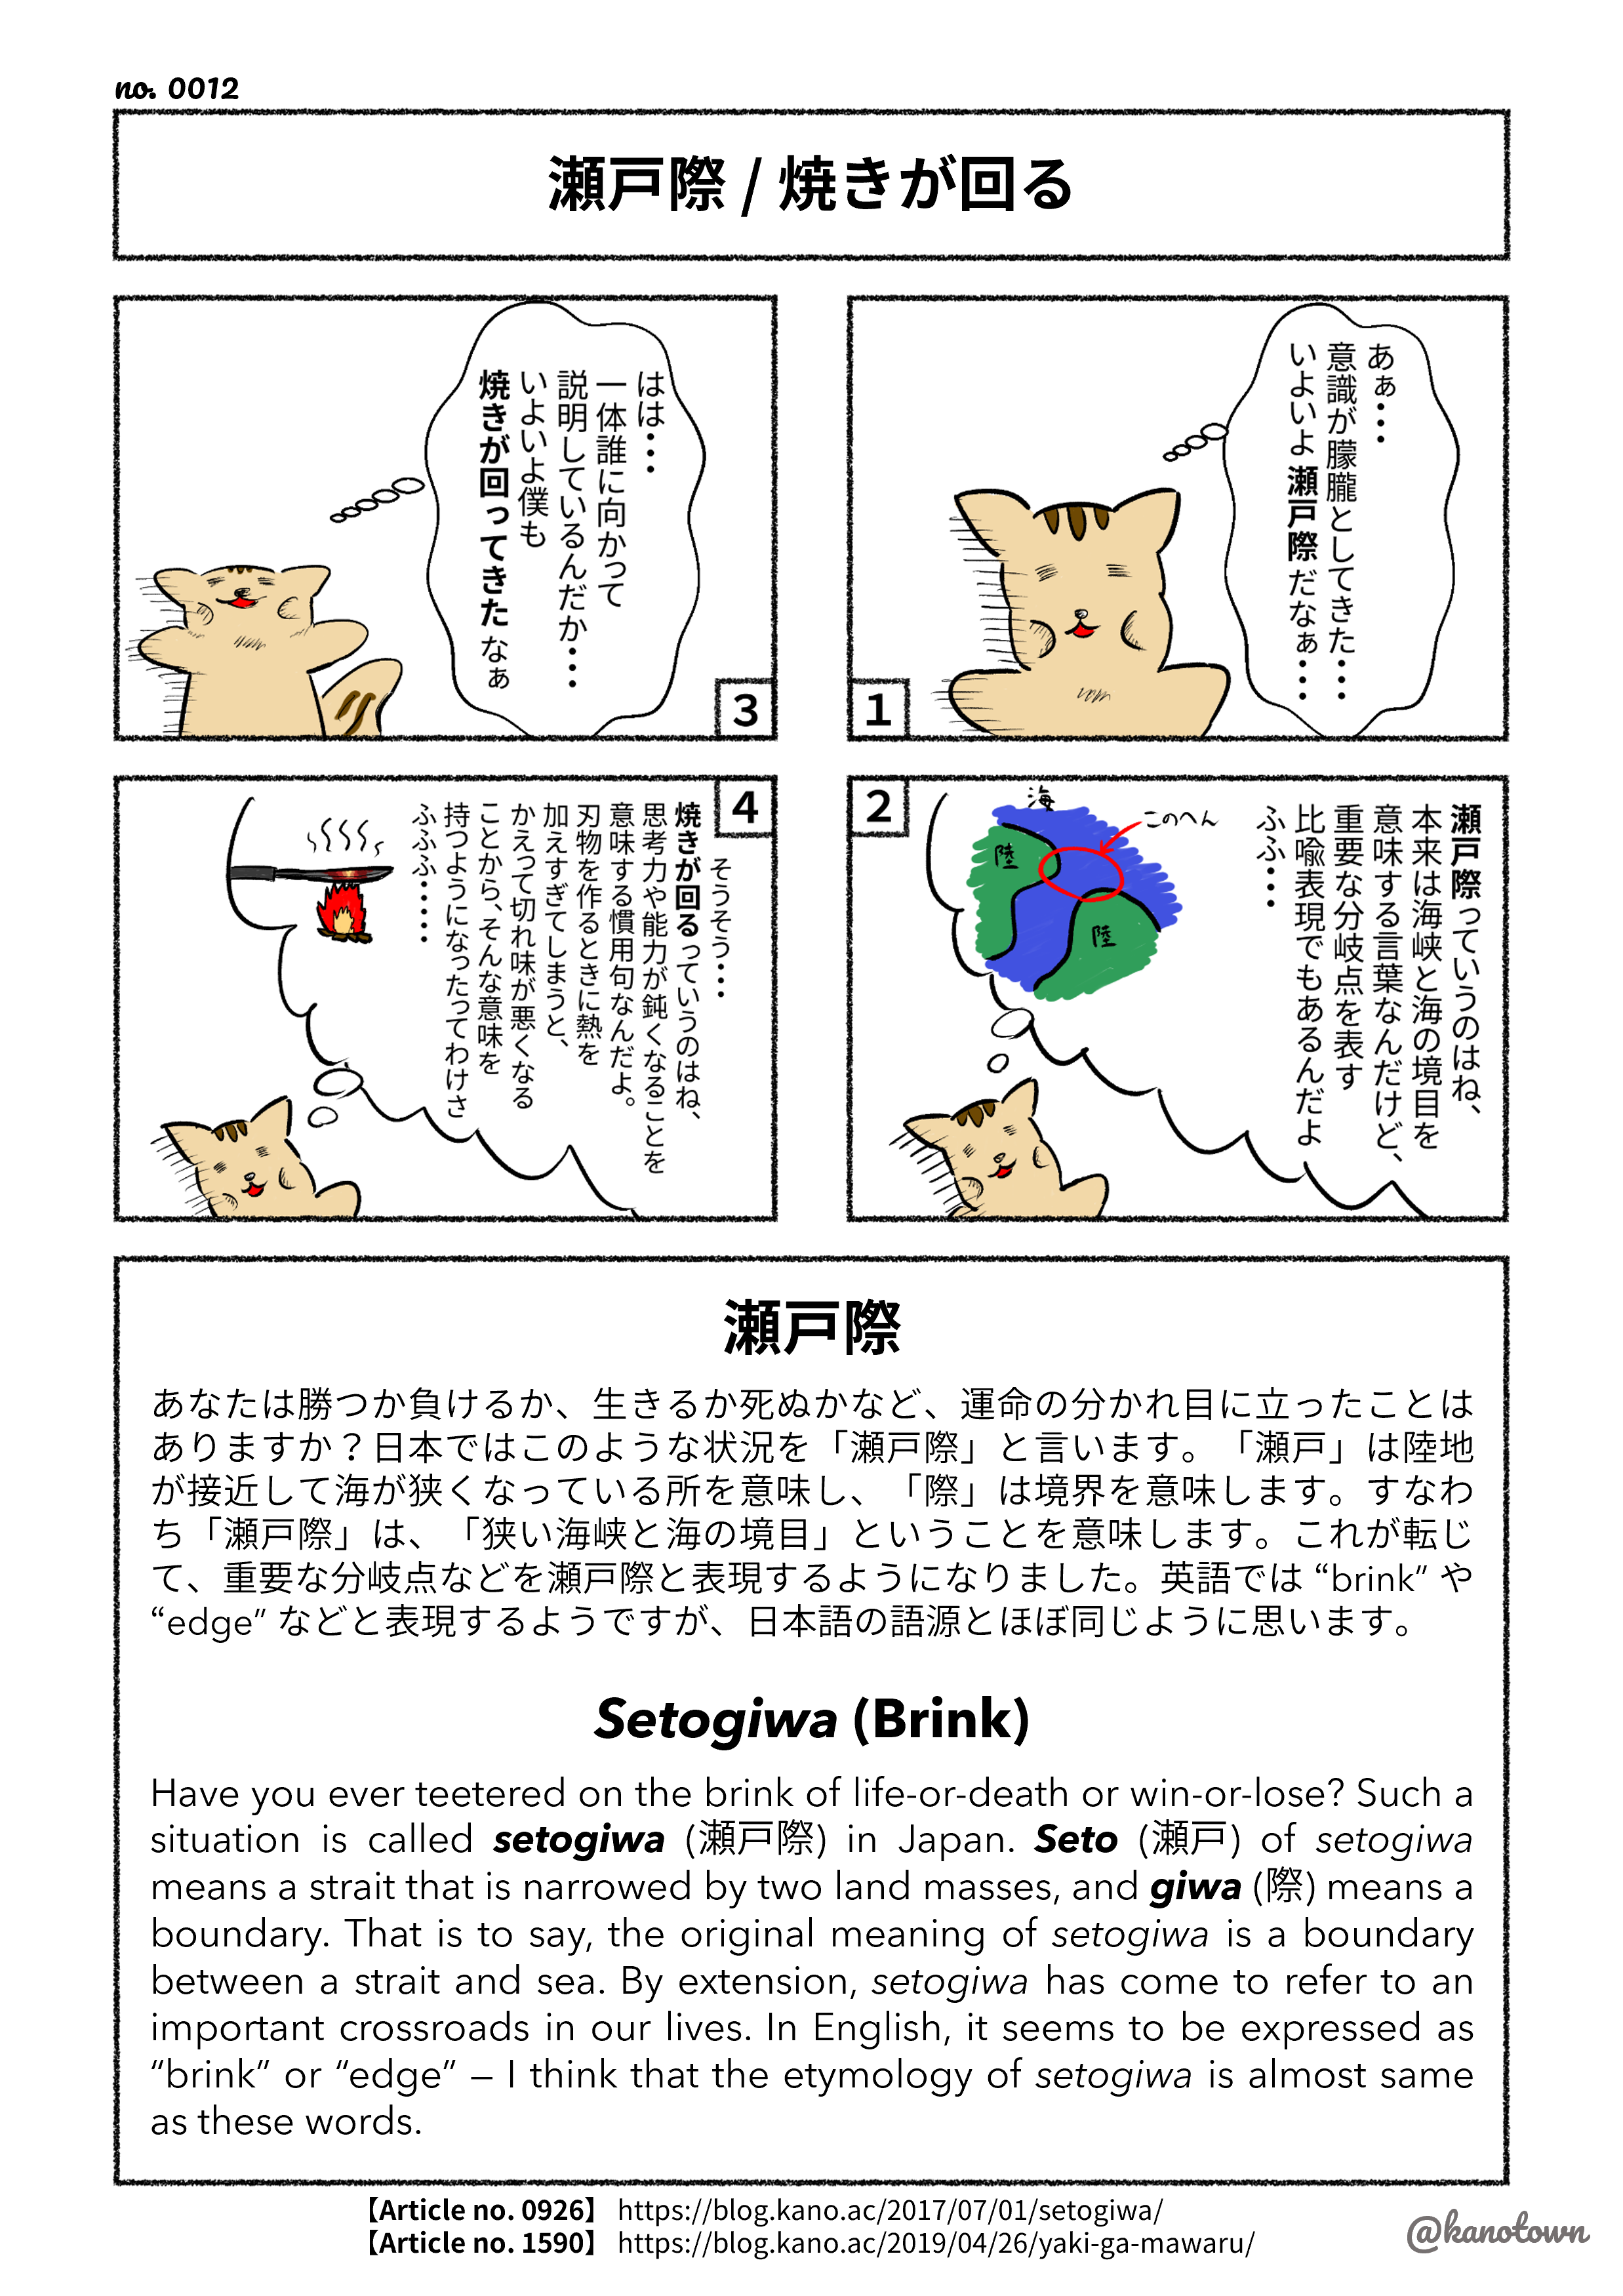 no. 0012
瀬戸際 / 焼きが回る
あぁ・・・
意識が朦朧としてきた・・・
いよいよ瀬戸際だなぁ・・・
1
2
瀬戸際っていうのはね、
本来は海峡と海の境目を
意味する言葉なんだけど、
重要な分岐点を表す
比喩表現でもあるんだよ
ふふ・・・
海
このへん
陸
陸
はは・・・
一体誰に向かって
説明しているんだか・・・
いよいよ僕も
焼きが回ってきたなぁ
3
4
そうそう・・・
焼きが回るっていうのはね、
思考力や能力が鈍くなることを
意味する慣用句なんだよ。
刃物を作るときに熱を
加えすぎてしまうと、
かえって切れ味が悪くなる
ことから、そんな意味を
持つようになったってわけさ
ふふふ・・・・・
瀬戸際
あなたは勝つか負けるか、生きるか死ぬかなど、運命の分かれ目に立ったことは
ありますか？日本ではこのような状況を「瀬戸際」と言います。「瀬戸」は陸地
が接近して海が狭くなっている所を意味し、「際」は境界を意味します。すなわ
ち「瀬戸際」は、「狭い海峡と海の境目」ということを意味します。これが転じ
て、重要な分岐点などを瀬戸際と表現するようになりました。英語では “brink” や
“edge” などと表現するようですが、日本語の語源とほぼ同じように思います。
Setogiwa (Brink)
Have you ever teetered on the brink of life-or-death or win-or-lose? Such a
situation is called setogiwa (瀬戸際) in Japan. Seto (瀬戸) of setogiwa
means a strait that is narrowed by two land masses, and giwa (際) means a
boundary. That is to say, the original meaning of setogiwa is a boundary
between a strait and sea. By extension, setogiwa has come to refer to an
important crossroads in our lives. In English, it seems to be expressed as
“brink” or “edge” – I think that the etymology of setogiwa is almost same
as these words.
【Article no. 0926】 https://blog.kano.ac/2017/07/01/setogiwa/
【Article no. 1590】 https://blog.kano.ac/2019/04/26/yaki-ga-mawaru/
@kanotown